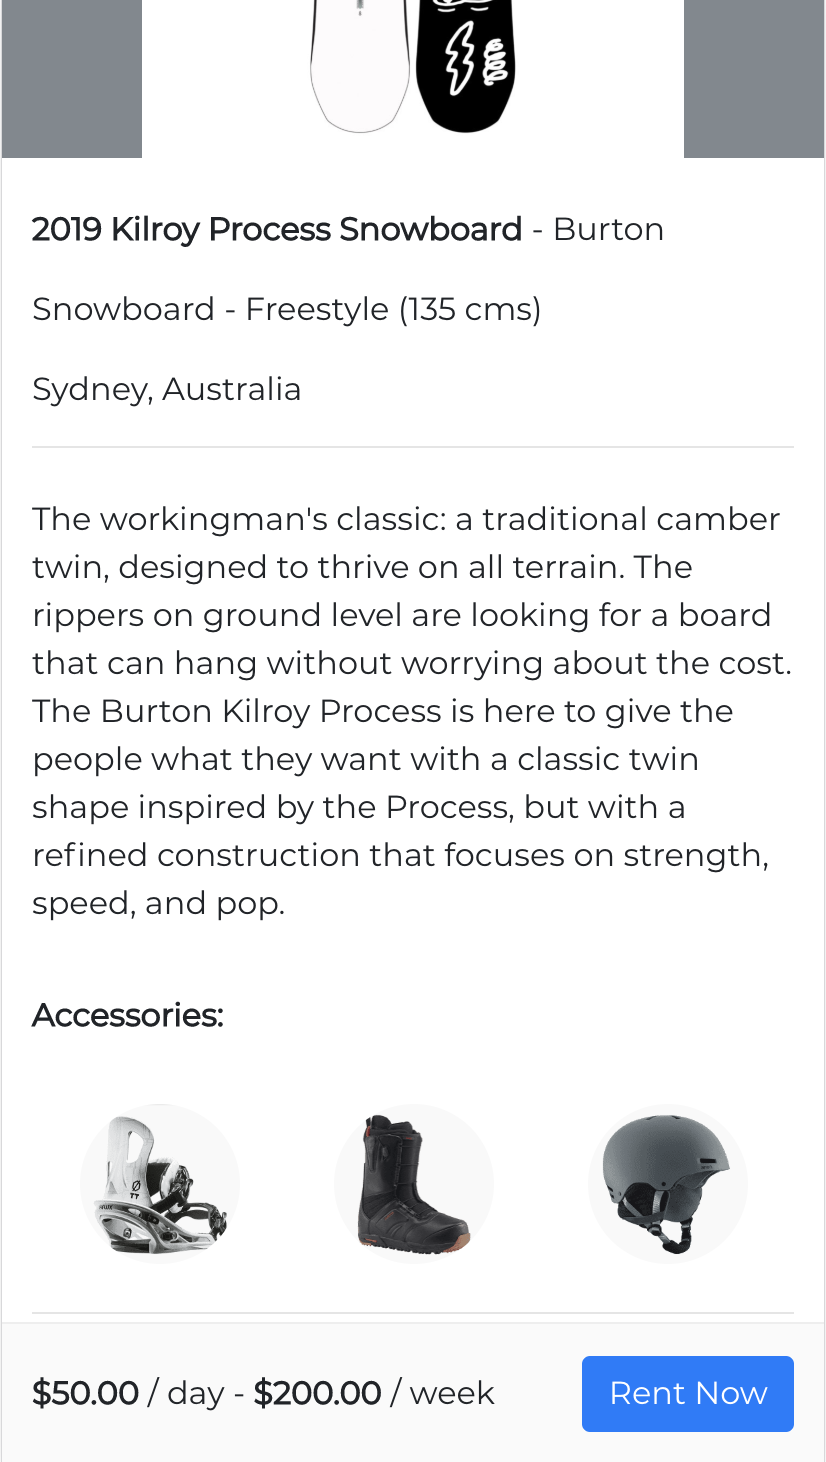 2019 Kilroy Process Snowboard - Burton
Snowboard - Freestyle (135 cms)
Sydney, Australia
The workingman's classic: a traditional camber
twin, designed to thrive on all terrain. The
rippers on ground level are looking for a board
that can hang without worrying about the cost.
The Burton Kilroy Process is here to give the
people what they want with a classic twin
shape inspired by the Process, but with a
refined construction that focuses on strength,
speed, and pop.
Accessories:
TT
FLUX
$50.00 / day - $200.00 / week
Rent Now